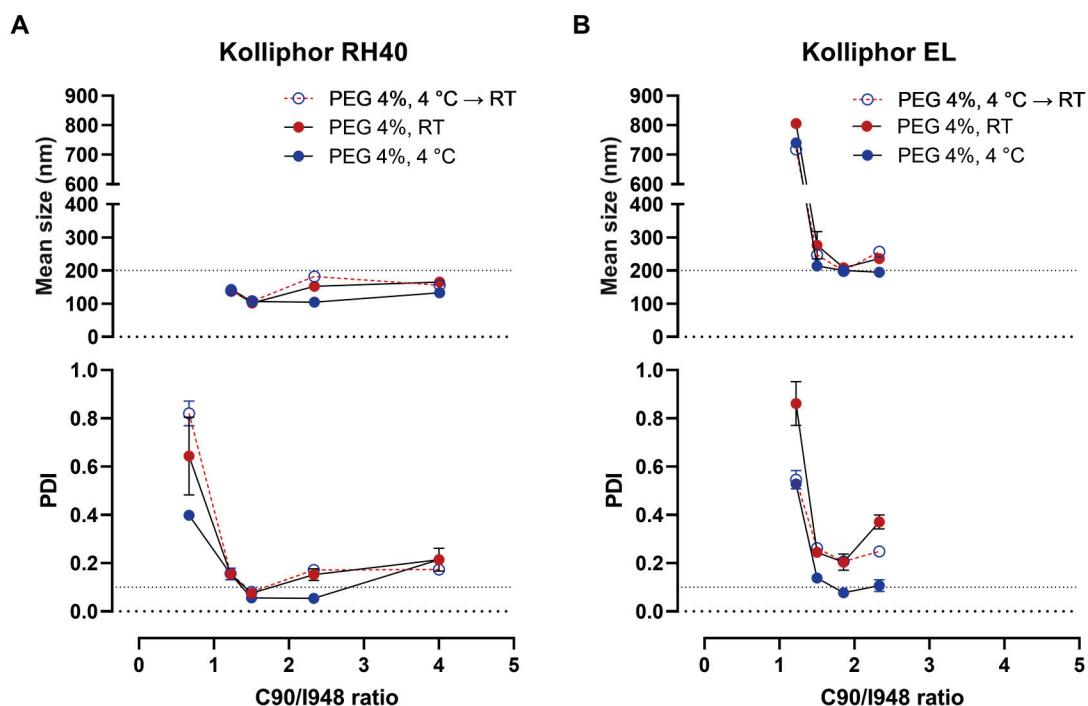 A
Kolliphor RH40
PEG 4%, 4 °C → RT
PEG 4%, RT
PEG 4%, 4 °C
Mean size (nm)
900
800
700
600
400
300
200
100
0
PDI
1.0
0.8
0.6
0.4
0.2
0.0
0 1 2 3 4 5
C90/I948 ratio
B
Kolliphor EL
PEG 4%, 4 °C → RT
PEG 4%, RT
PEG 4%, 4 °C
Mean size (nm)
900
800
700
600
400
300
200
100
0
PDI
1.0
0.8
0.6
0.4
0.2
0.0
0 1 2 3 4 5
C90/I948 ratio